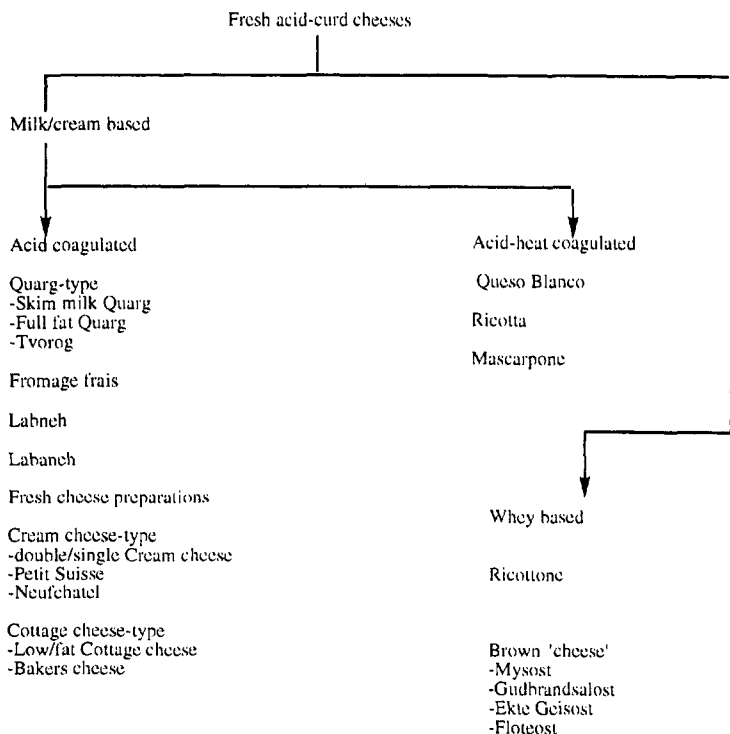 Fresh acid-curd cheeses
Milk/cream based
Acid coagulated
Quarg-type
-Skim milk Quarg
-Full fat Quarg
-Tvorog
Fromage frais
Labneh
Labaneh
Fresh cheese preparations
Cream cheese-type
-double/single Cream cheese
-Petit Suisse
-Neufchatel
Cottage cheese-type
-Low/fat Cottage cheese
-Bakers cheese
Acid-heat coagulated
Queso Blanco
Ricotta
Mascarpone
Whey based
Ricottone
Brown 'cheese'
-Mysost
-Gudbrandsalost
-Ekte Geisost
-Floteost